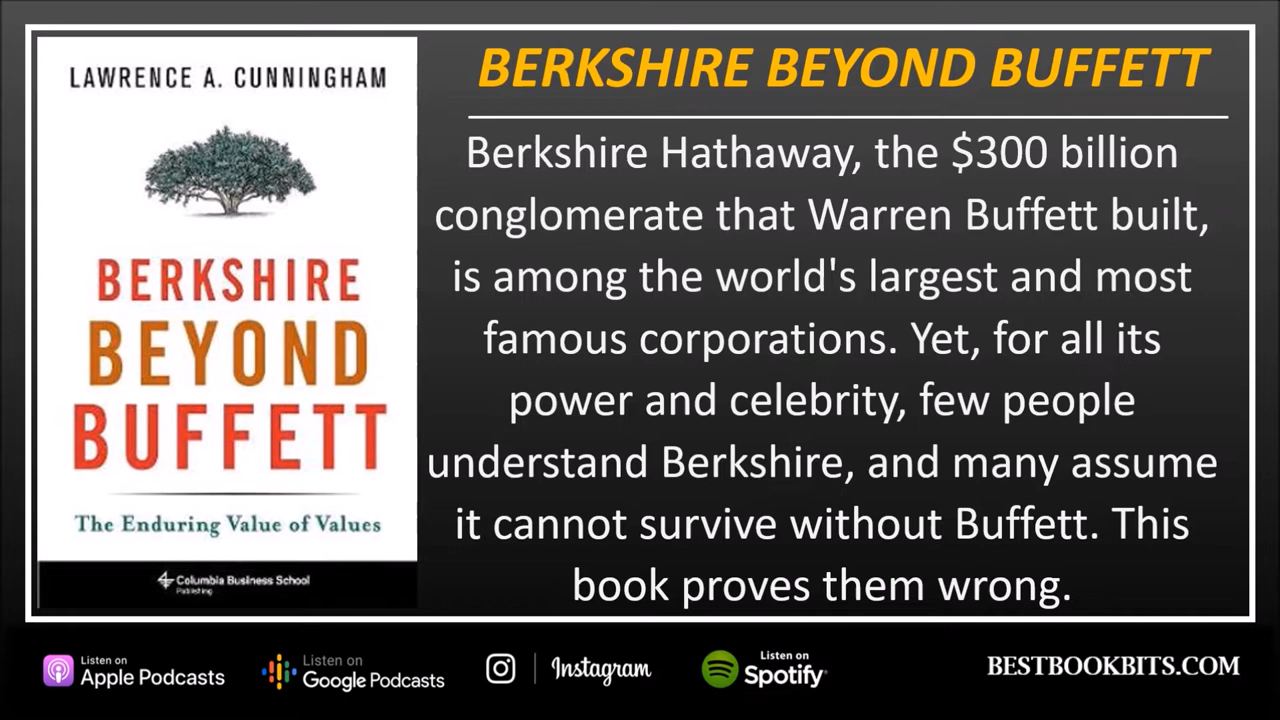 LAWRENCE A. CUNNINGHAM
BERKSHIRE
BEYOND
BUFFETT
The Enduring Value of Values
Columbia Business School
Publishing
BERKSHIRE BEYOND BUFFETT
Berkshire Hathaway, the $300 billion
conglomerate that Warren Buffett built,
is among the world's largest and most
famous corporations. Yet, for all its
power and celebrity, few people
understand Berkshire, and many assume
it cannot survive without Buffett. This
book proves them wrong.
Listen on
Apple Podcasts
Listen on
Google Podcasts
Instagram
Listen on
Spotify
BESTBOOKBITS.COM